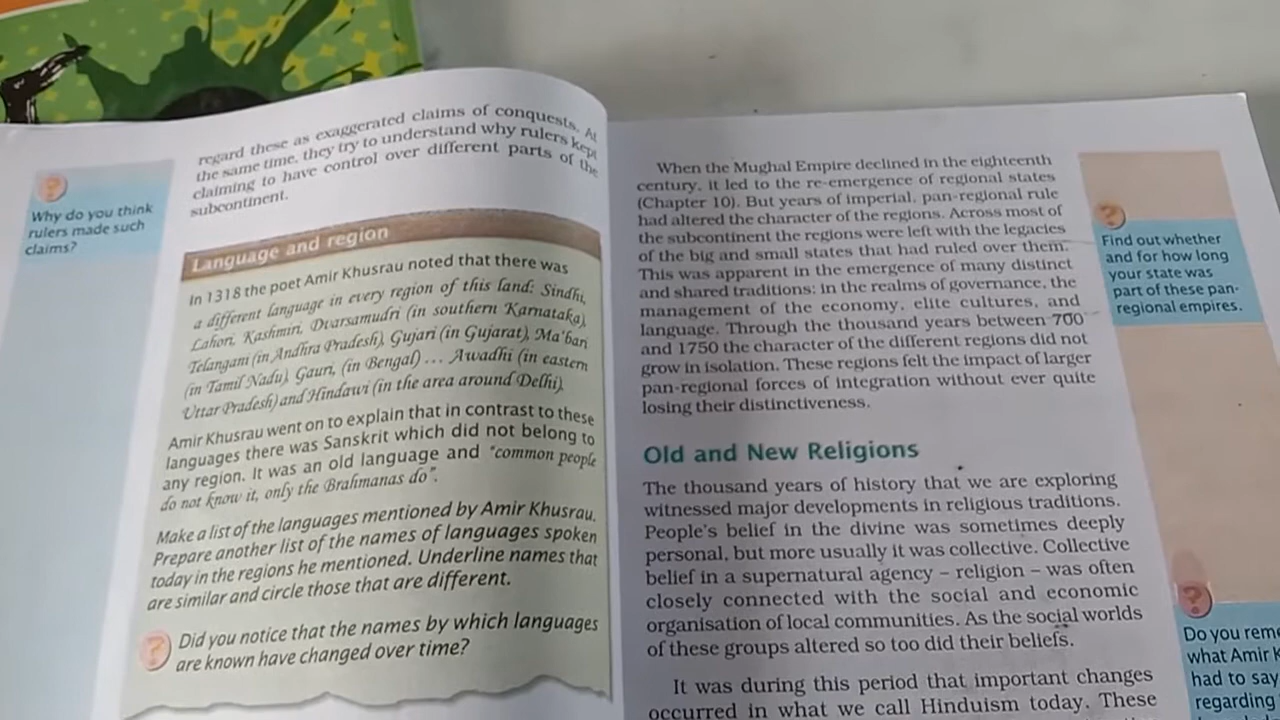 regard these as exaggerated claims of conquests. At
the same time, they try to understand why rulers kept
claiming to have control over different parts of the
subcontinent.
Why do you think
rulers made such
claims?
Language and region
In 1318 the poet Amir Khusrau noted that there was
a different language in every region of this land: Sindhi,
Lahori, Kashmiri, Dvarsamudri (in southern Karnataka),
Telangani (in Andhra Pradesh), Gujari (in Gujarat), Ma'bari
(in Tamil Nadu), Gauri, (in Bengal) ... Awadhi (in eastern
Uttar Pradesh) and Hindawi (in the area around Delhi).
Amir Khusrau went on to explain that in contrast to these
languages there was Sanskrit which did not belong to
any region. It was an old language and "common people
do not know it, only the Brahmanas do".
Make a list of the languages mentioned by Amir Khusrau.
Prepare another list of the names of languages spoken
today in the regions he mentioned. Underline names that
are similar and circle those that are different.
? Did you notice that the names by which languages
are known have changed over time?
When the Mughal Empire declined in the eighteenth
century, it led to the re-emergence of regional states
(Chapter 10). But years of imperial, pan-regional rule
had altered the character of the regions. Across most of
the subcontinent the regions were left with the legacies
of the big and small states that had ruled over them.
This was apparent in the emergence of many distinct
and shared traditions: in the realms of governance, the
management of the economy, elite cultures, and
language. Through the thousand years between 700
and 1750 the character of the different regions did not
grow in isolation. These regions felt the impact of larger
pan-regional forces of integration without ever quite
losing their distinctiveness.
?
Find out whether
and for how long
your state was
part of these pan-
regional empires.
Old and New Religions
The thousand years of history that we are exploring
witnessed major developments in religious traditions.
People's belief in the divine was sometimes deeply
personal, but more usually it was collective. Collective
belief in a supernatural agency – religion – was often
closely connected with the social and economic
organisation of local communities. As the social worlds
of these groups altered so too did their beliefs.
It was during this period that important changes
occurred in what we call Hinduism today. These
?
Do you reme
what Amir K
had to say
regarding